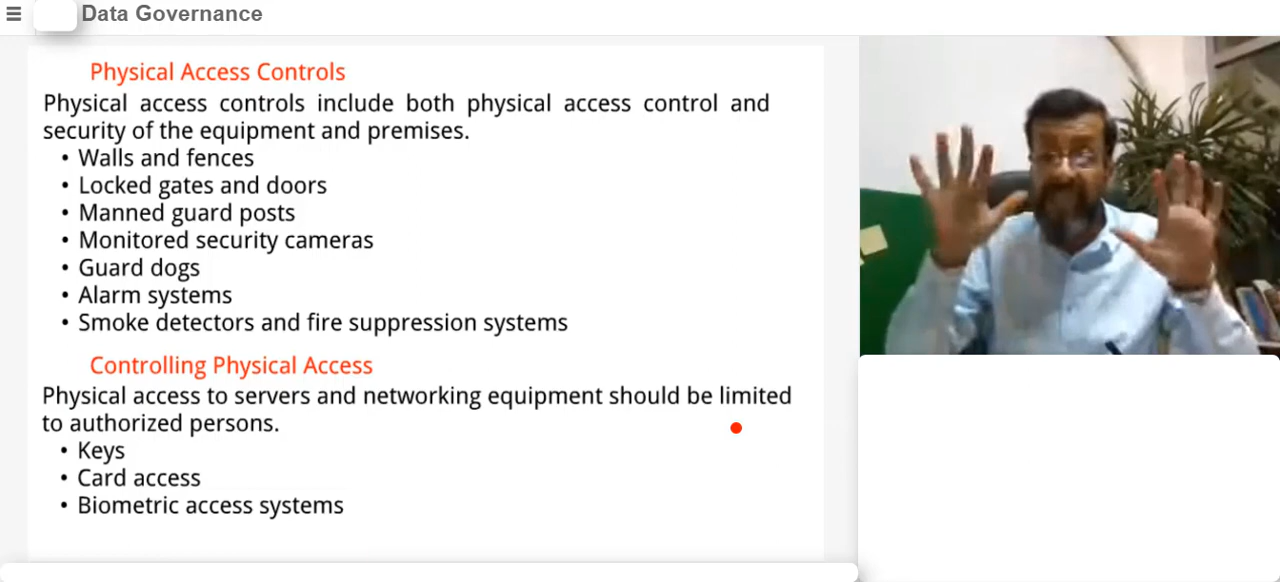 Data Governance
Physical Access Controls
Physical access controls include both physical access control and
security of the equipment and premises.
• Walls and fences
• Locked gates and doors
• Manned guard posts
• Monitored security cameras
• Guard dogs
• Alarm systems
• Smoke detectors and fire suppression systems
Controlling Physical Access
Physical access to servers and networking equipment should be limited
to authorized persons.
• Keys
• Card access
• Biometric access systems